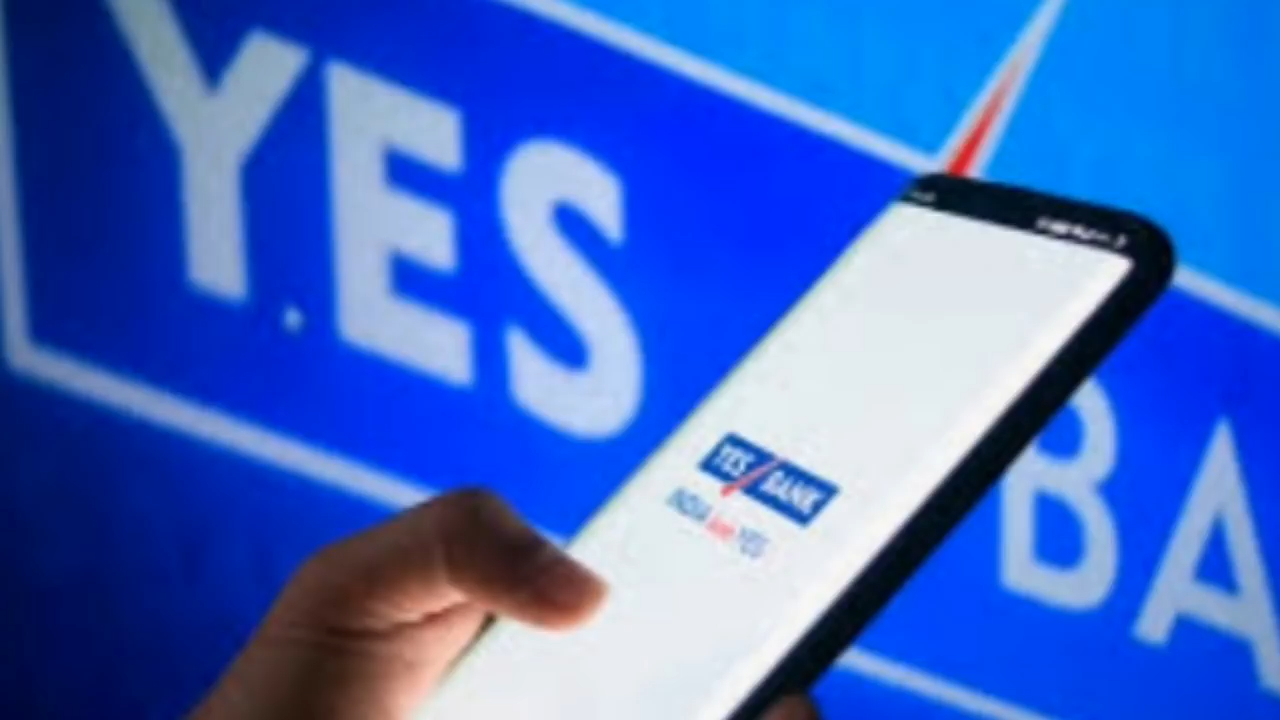 YES BA
YES BANK
INDIA YES